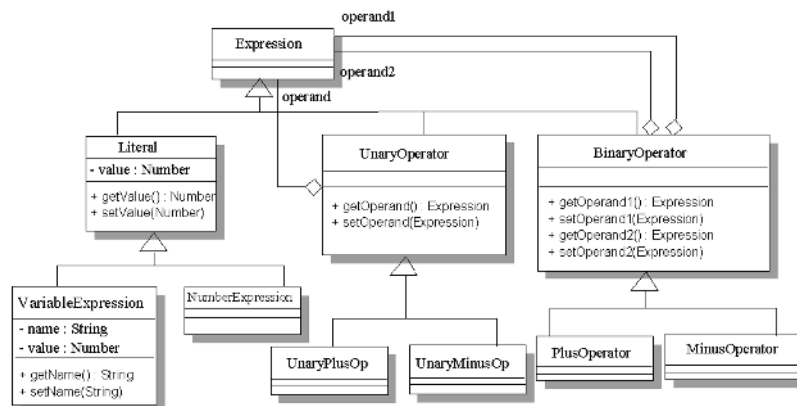 operand1
Expression
operand2
operand
Literal
- value : Number
+ getValue() : Number
+ setValue(Number)
UnaryOperator
+ getOperand() : Expression
+ setOperand(Expression)
BinaryOperator
+ getOperand1() : Expression
+ setOperand1(Expression)
+ getOperand2() : Expression
+ setOperand2(Expression)
VariableExpression
- name : String
- value : Number
+ getName() : String
+ setName(String)
NumberExpression
UnaryPlusOp
UnaryMinusOp
PlusOperator
MinusOperator